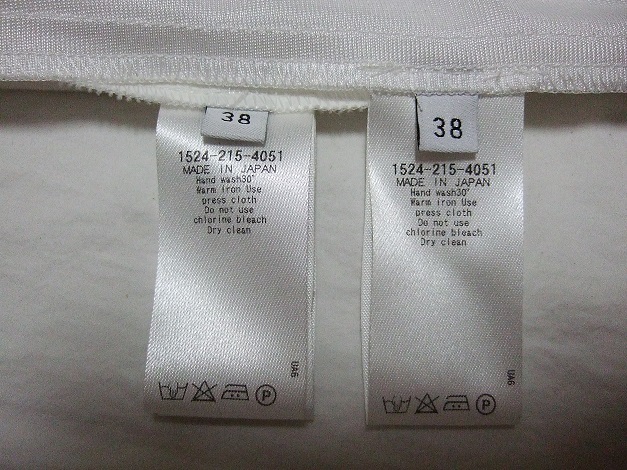 38
1524-215-4051
MADE IN JAPAN
Hand wash30°
Warm iron Use
press cloth
Do not use
chlorine bleach
Dry clean
UA6
P
38
1524-215-4051
MADE IN JAPAN
Hand wash30°
Warm iron Use
press cloth
Do not use
chlorine bleach
Dry clean
UA6
P